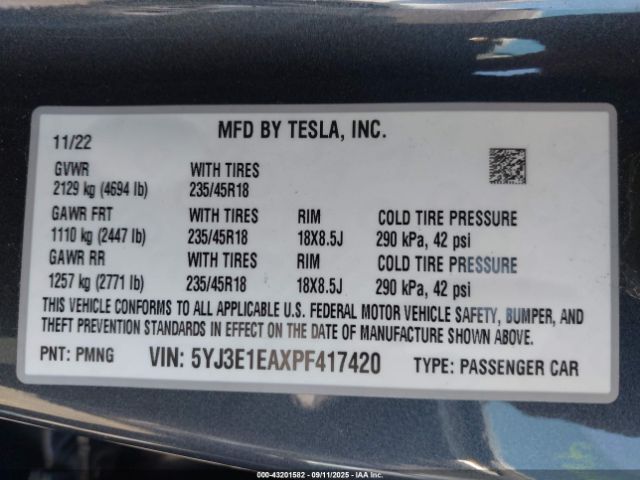 MFD BY TESLA, INC.
11/22
GVWR WITH TIRES
2129 kg (4694 lb) 235/45R18
GAWR FRT WITH TIRES RIM COLD TIRE PRESSURE
1110 kg (2447 lb) 235/45R18 18X8.5J 290 kPa, 42 psi
GAWR RR WITH TIRES RIM COLD TIRE PRESSURE
1257 kg (2771 lb) 235/45R18 18X8.5J 290 kPa, 42 psi
THIS VEHICLE CONFORMS TO ALL APPLICABLE U.S. FEDERAL MOTOR VEHICLE SAFETY, BUMPER, AND
THEFT PREVENTION STANDARDS IN EFFECT ON THE DATE OF MANUFACTURE SHOWN ABOVE.
PNT: PMNG VIN: 5YJ3E1EAXPF417420 TYPE: PASSENGER CAR
000-43201582 - 09/11/2025 - IAAI, INC.